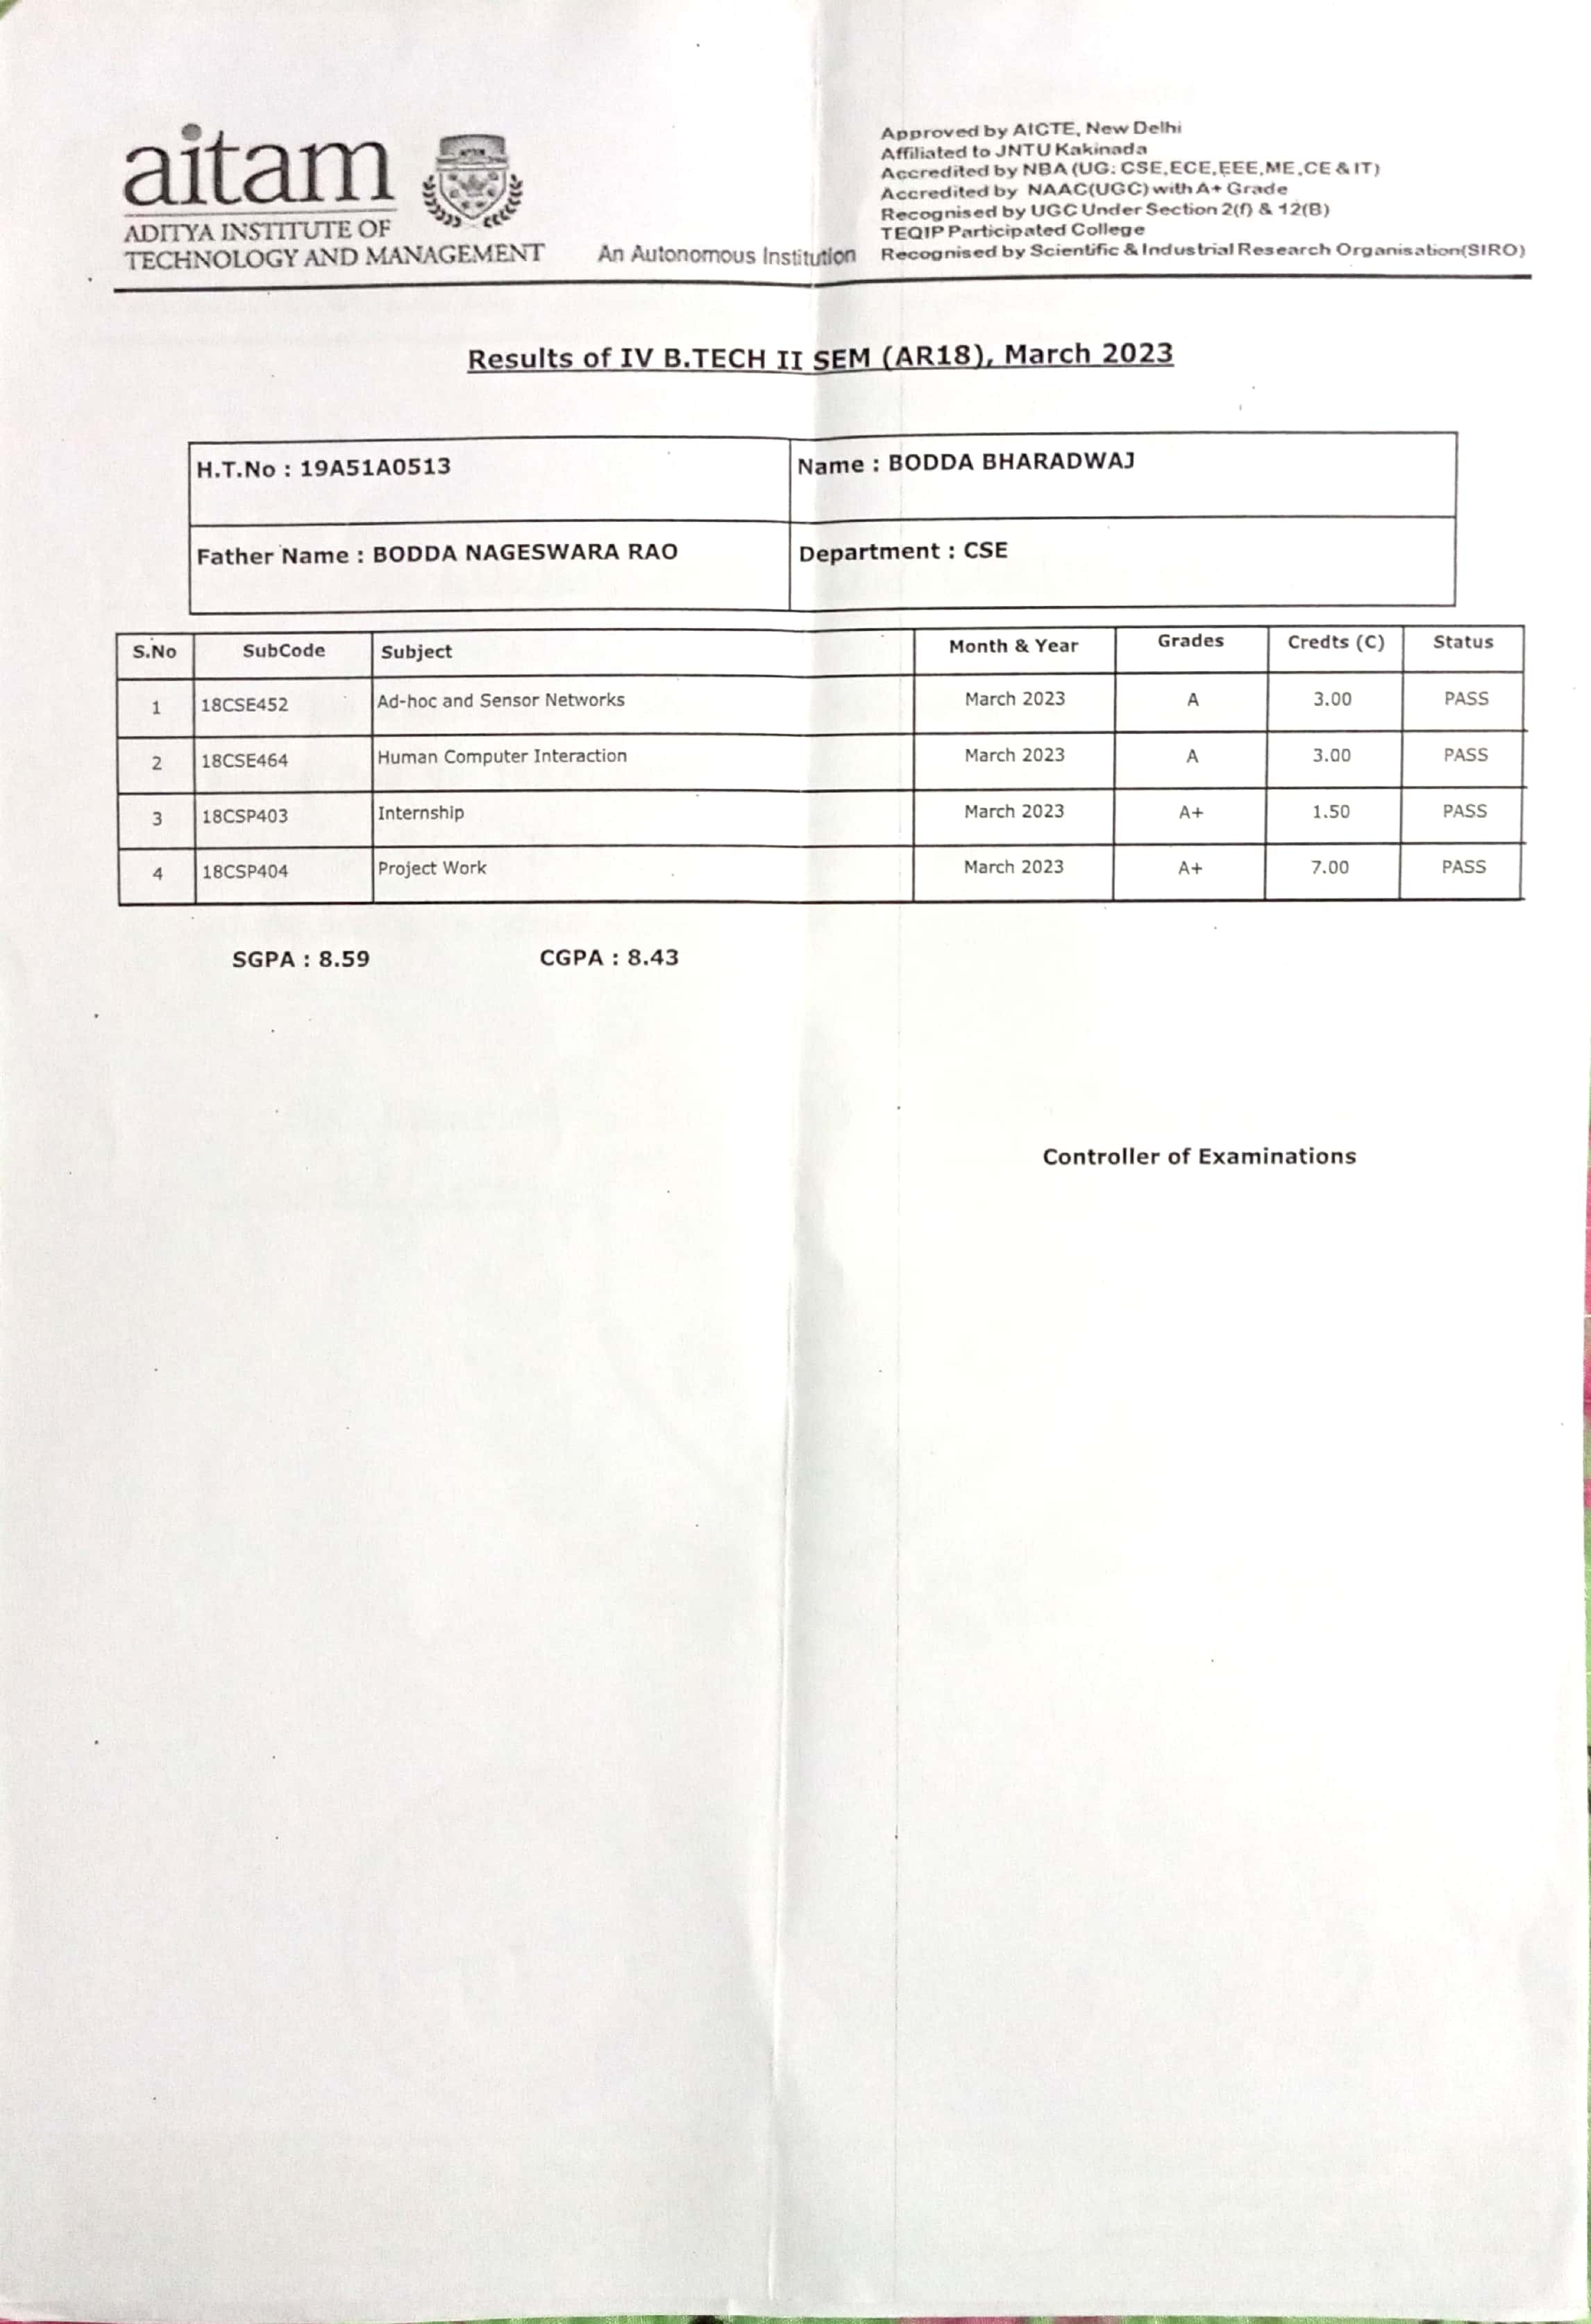 aitam
ADITYA INSTITUTE OF
TECHNOLOGY AND MANAGEMENT
An Autonomous Institution
Approved by AICTE, New Delhi
Affiliated to JNTU Kakinada
Accredited by NBA (UG: CSE,ECE,EEE,ME,CE & IT)
Accredited by NAAC(UGC) with A+ Grade
Recognised by UGC Under Section 2(f) & 12(B)
TEQIP Participated College
Recognised by Scientific & Industrial Research Organisation(SIRO)
Results of IV B.TECH II SEM (AR18), March 2023
H.T.No : 19A51A0513 Name : BODDA BHARADWAJ
Father Name : BODDA NAGESWARA RAO Department : CSE
S.No SubCode Subject Month & Year Grades Credts (C) Status
1 18CSE452 Ad-hoc and Sensor Networks March 2023 A 3.00 PASS
2 18CSE464 Human Computer Interaction March 2023 A 3.00 PASS
3 18CSP403 Internship March 2023 A+ 1.50 PASS
4 18CSP404 Project Work March 2023 A+ 7.00 PASS
SGPA : 8.59 CGPA : 8.43
Controller of Examinations